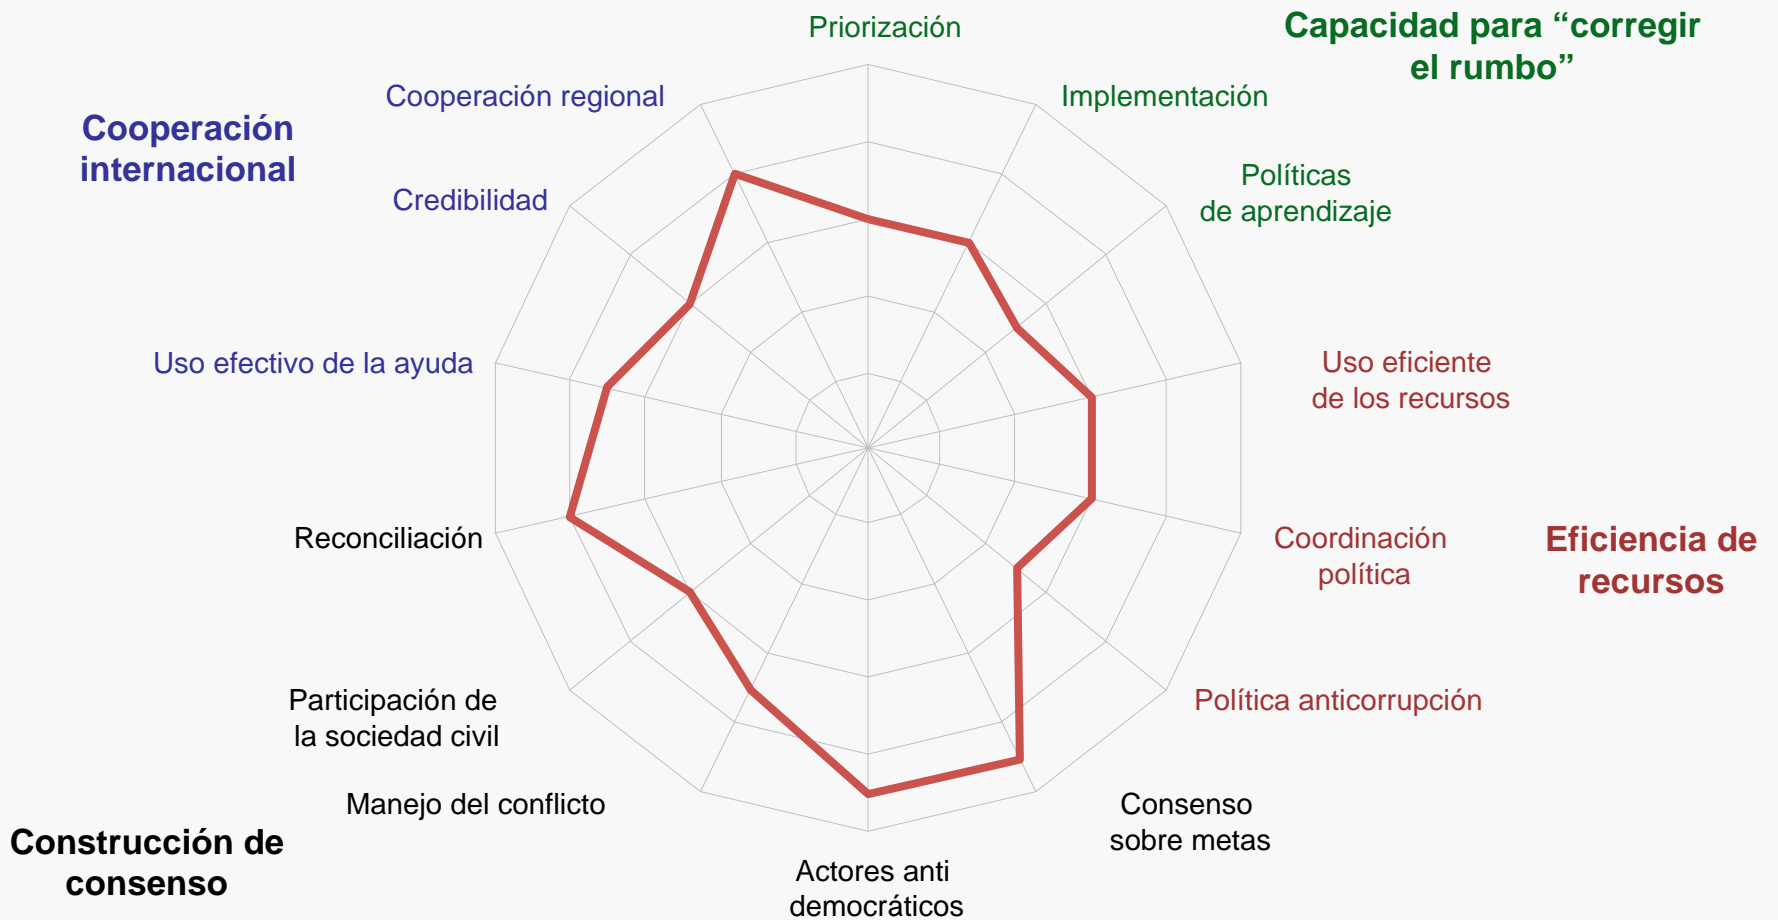 Priorización
Capacidad para “corregir
el rumbo”
Cooperación regional
Implementación
Cooperación
internacional
Credibilidad
Políticas
de aprendizaje
Uso efectivo de la ayuda
Uso eficiente
de los recursos
Reconciliación
Coordinación
política
Eficiencia de
recursos
Participación de
la sociedad civil
Política anticorrupción
Manejo del conflicto
Consenso
sobre metas
Construcción de
consenso
Actores anti
democráticos